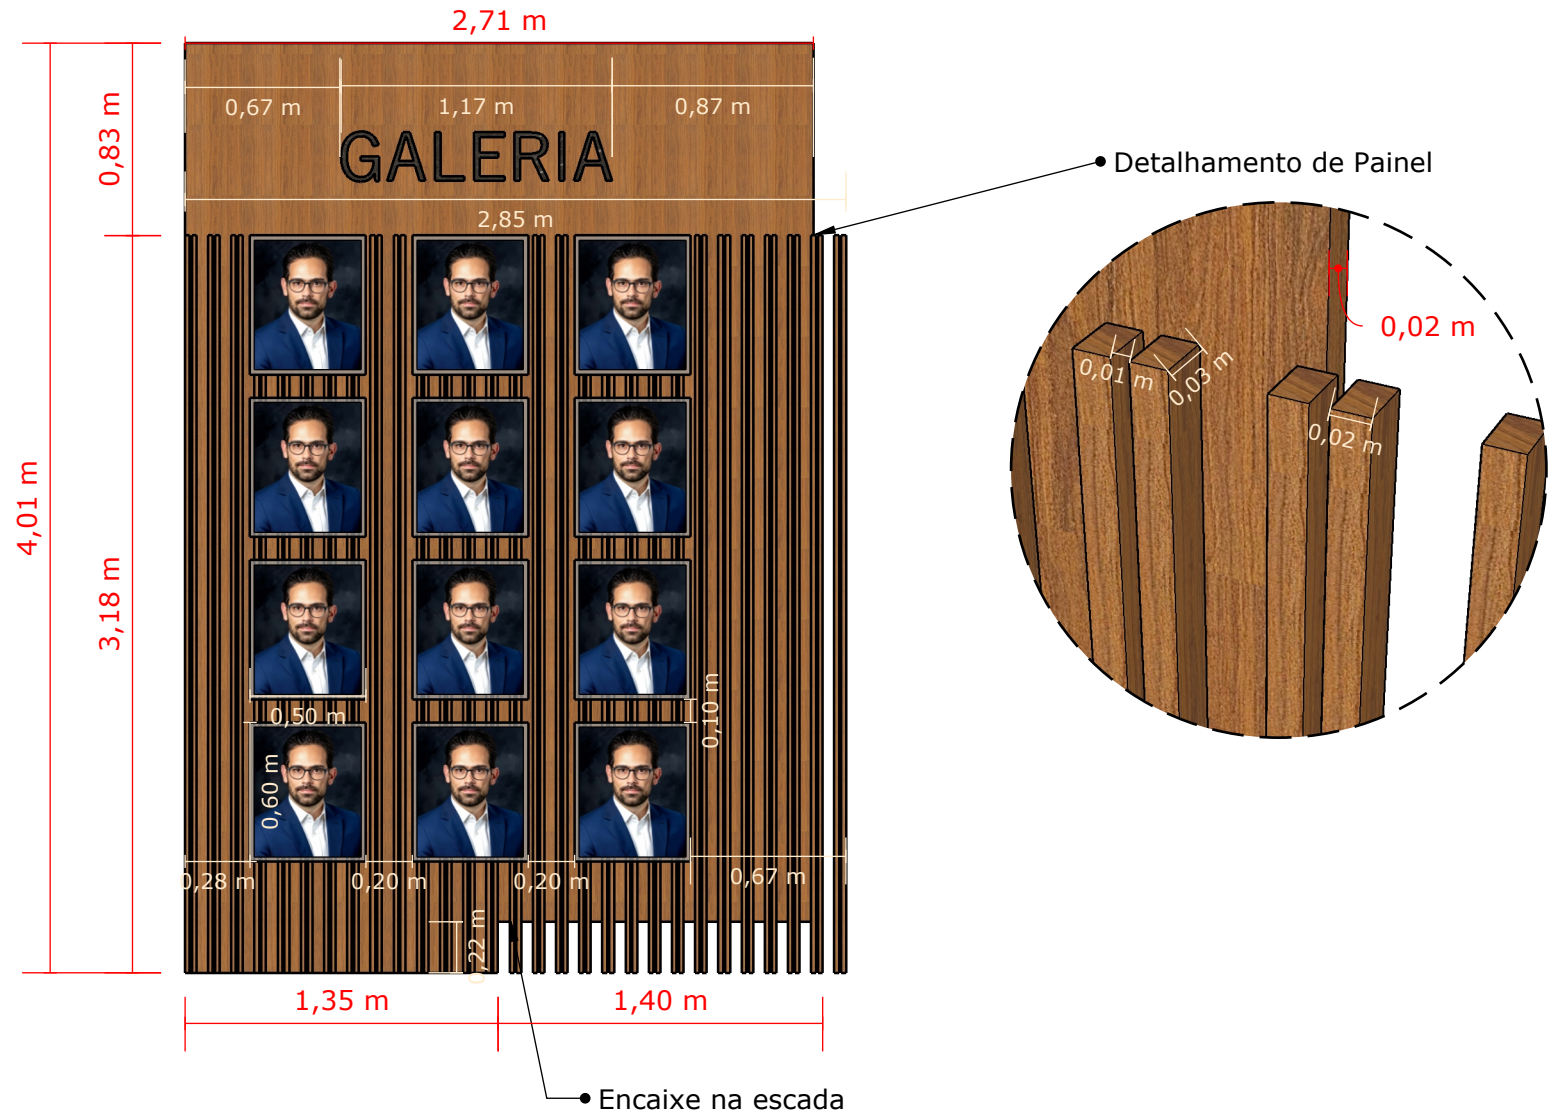 2,71 m
0,67 m
1,17 m
0,87 m
0,83 m
GALERIA
Detalhamento de Painel
2,85 m
0,02 m
0,01 m
0,03 m
0,02 m
4,01 m
3,18 m
0,50 m
0,10 m
0,60 m
0,28 m
0,20 m
0,20 m
0,67 m
0,22 m
1,35 m
1,40 m
Encaixe na escada